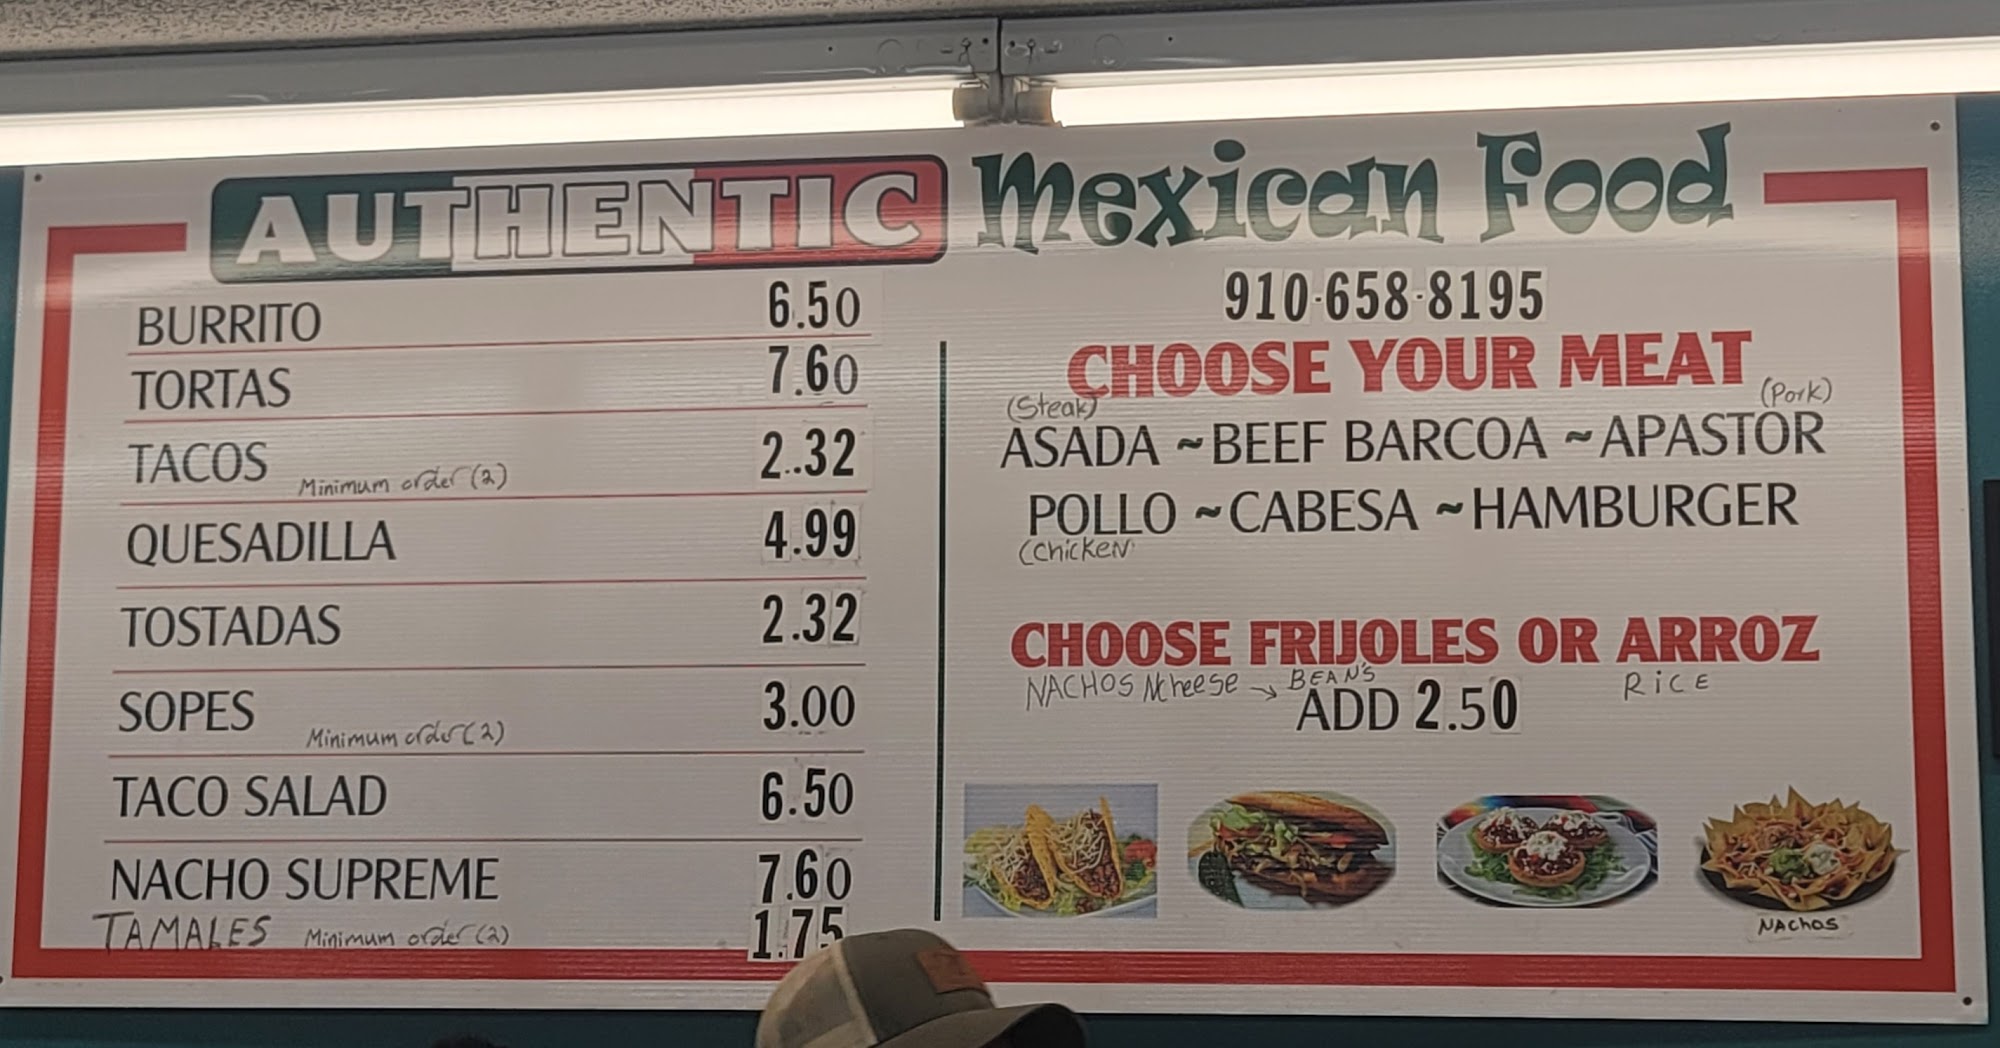 AUTHENTIC Mexican Food
BURRITO 6.50
TORTAS 7.60
TACOS Minimum order (2) 2..32
QUESADILLA 4.99
TOSTADAS 2.32
SOPES Minimum order (2) 3.00
TACO SALAD 6.50
NACHO SUPREME 7.60
TAMALES Minimum order (2) 1.75
910-658-8195
CHOOSE YOUR MEAT
(Steak) (Pork)
ASADA ~BEEF BARCOA ~APASTOR
POLLO ~CABESA ~HAMBURGER
(Chicken
CHOOSE FRIJOLES OR ARROZ
NACHOS Ncheese → BEAN'S RiCE
ADD 2.50
NAChos